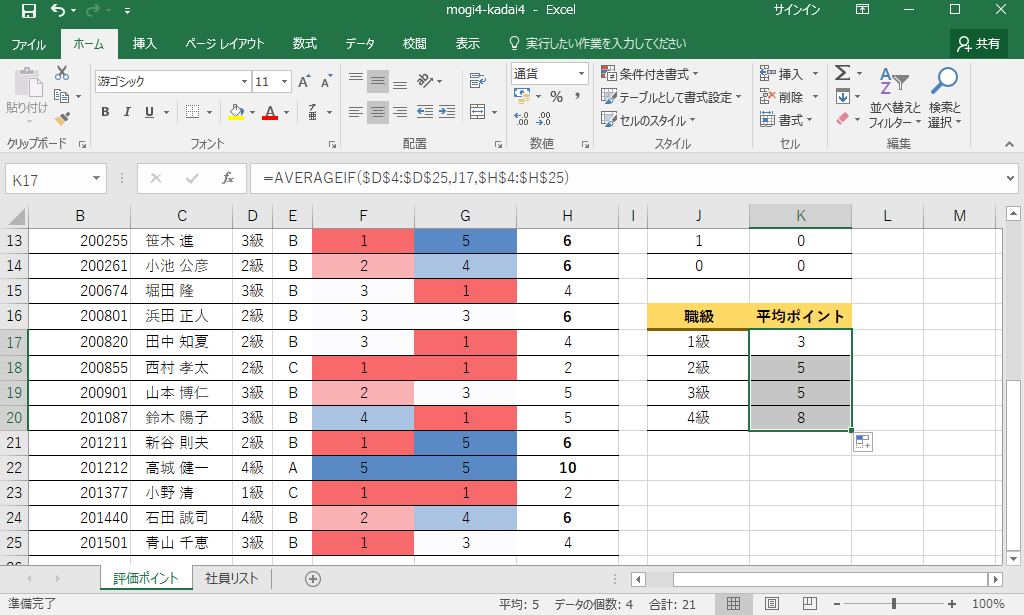 mogi4-kadai4 - Excel サインイン
ファイル ホーム 挿入 ページ レイアウト 数式 データ 校閲 表示 実行したい作業を入力してください 共有
貼り付け 游ゴシック 11 A A 通貨 条件付き書式 挿入 Σ
テーブルとして書式設定 削除 並べ替えと 検索と
B I U A 亜 % , セルのスタイル 書式 フィルター 選択
クリップボード フォント 配置 数値 スタイル セル 編集
K17 fx =AVERAGEIF($D$4:$D$25,J17,$H$4:$H$25)
B C D E F G H I J K L M
13 200255 笹木 進 3級 B 1 5 6 1 0
14 200261 小池 公彦 2級 B 2 4 6 0 0
15 200674 堀田 隆 3級 B 3 1 4
16 200801 浜田 正人 2級 B 3 3 6 職級 平均ポイント
17 200820 田中 知夏 2級 B 3 1 4 1級 3
18 200855 西村 孝太 2級 C 1 1 2 2級 5
19 200901 山本 博仁 3級 B 2 3 5 3級 5
20 201087 鈴木 陽子 3級 B 4 1 5 4級 8
21 201211 新谷 則夫 2級 B 1 5 6
22 201212 高城 健一 4級 A 5 5 10
23 201377 小野 清 1級 C 1 1 2
24 201440 石田 誠司 4級 B 2 4 6
25 201501 青山 千恵 3級 B 1 3 4
評価ポイント 社員リスト
準備完了 平均: 5 データの個数: 4 合計: 21 100%